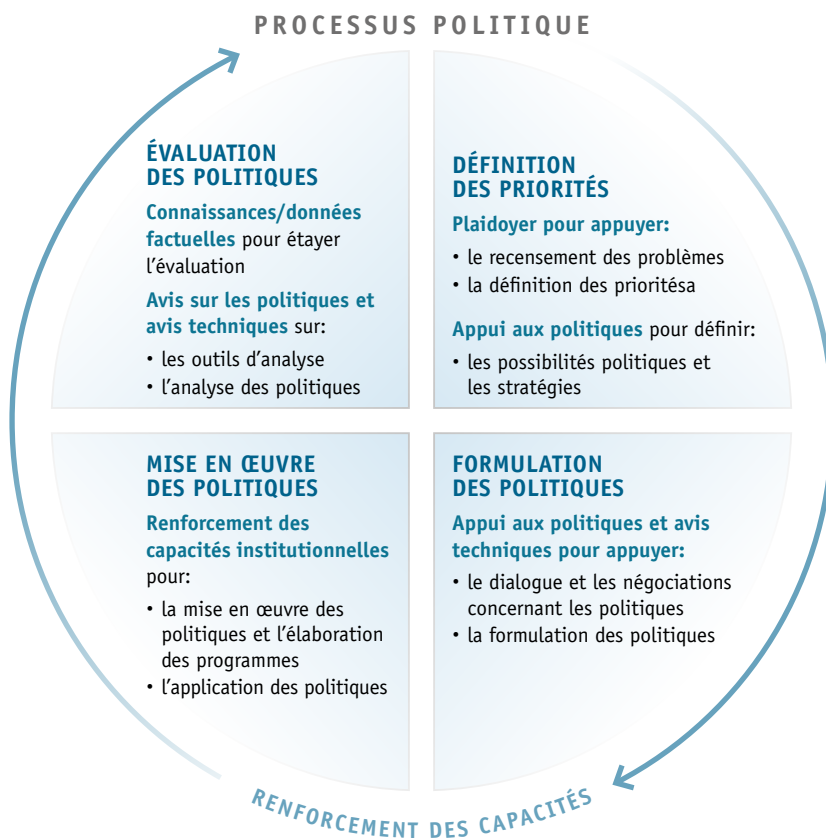 PROCESSUS POLITIQUE
ÉVALUATION
DES POLITIQUES
Connaissances/données
factuelles pour étayer
l'évaluation
Avis sur les politiques et
avis techniques sur:
• les outils d'analyse
• l'analyse des politiques
DÉFINITION
DES PRIORITÉS
Plaidoyer pour appuyer:
• le recensement des problèmes
• la définition des prioritésa
Appui aux politiques pour définir:
• les possibilités politiques et
les stratégies
MISE EN ŒUVRE
DES POLITIQUES
Renforcement des
capacités institutionnelles
pour:
• la mise en œuvre des
politiques et l'élaboration
des programmes
• l'application des politiques
FORMULATION
DES POLITIQUES
Appui aux politiques et avis
techniques pour appuyer:
• le dialogue et les négociations
concernant les politiques
• la formulation des politiques
RENFORCEMENT DES CAPACITÉS